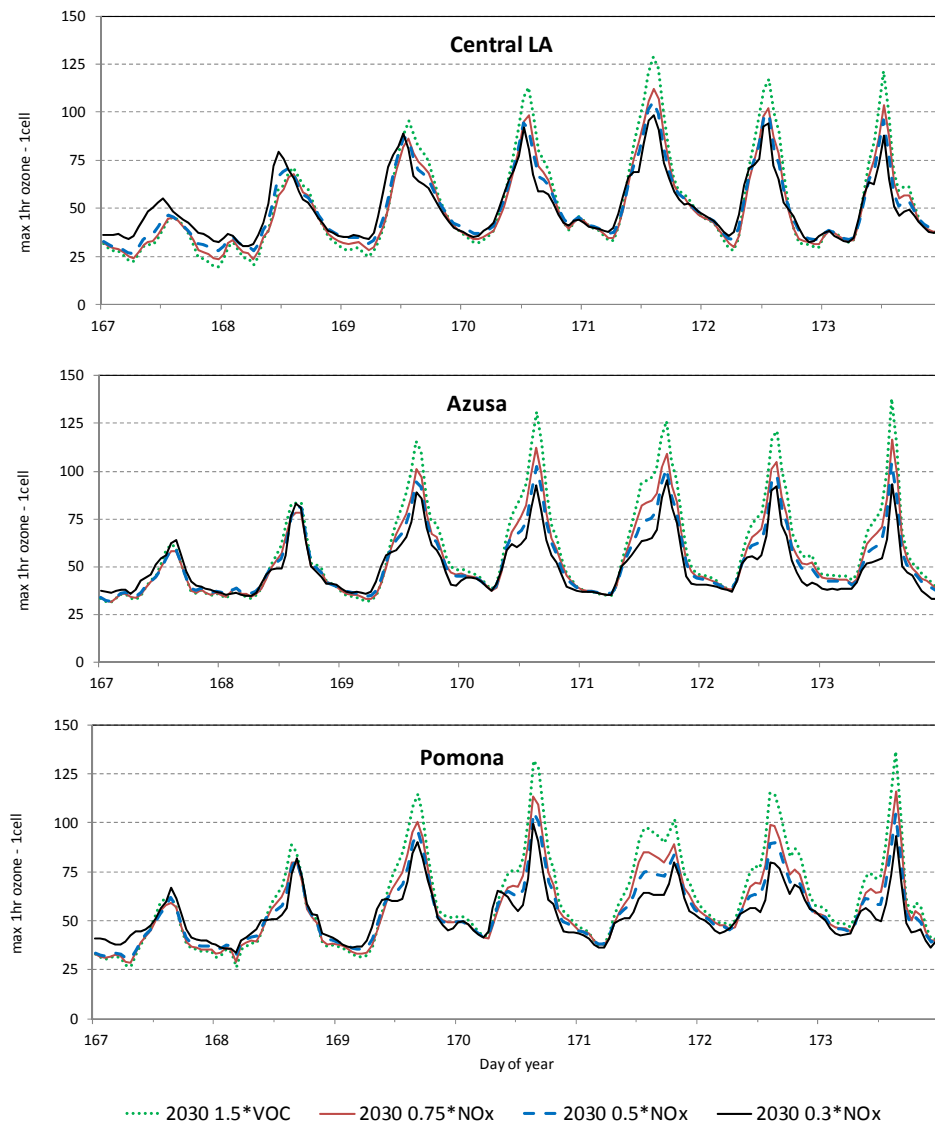 Central LA
max 1hr ozone - 1cell
150
125
100
75
50
25
0
167 168 169 170 171 172 173
Azusa
max 1hr ozone - 1cell
150
125
100
75
50
25
0
167 168 169 170 171 172 173
Pomona
max 1hr ozone - 1cell
150
125
100
75
50
25
0
167 168 169 170 171 172 173
Day of year
2030 1.5*VOC 2030 0.75*NOx 2030 0.5*NOx 2030 0.3*NOx